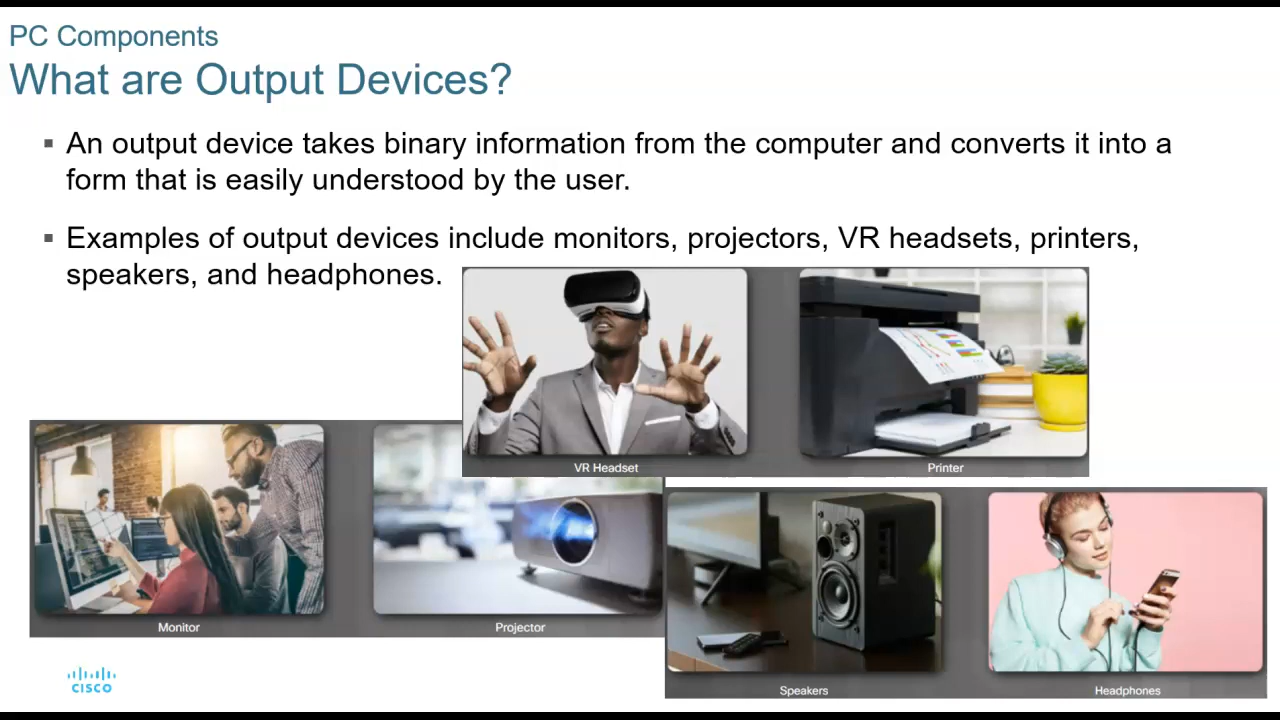 PC Components
What are Output Devices?
▪ An output device takes binary information from the computer and converts it into a
form that is easily understood by the user.
▪ Examples of output devices include monitors, projectors, VR headsets, printers,
speakers, and headphones.
VR Headset
Printer
Monitor
Projector
Speakers
Headphones
CISCO